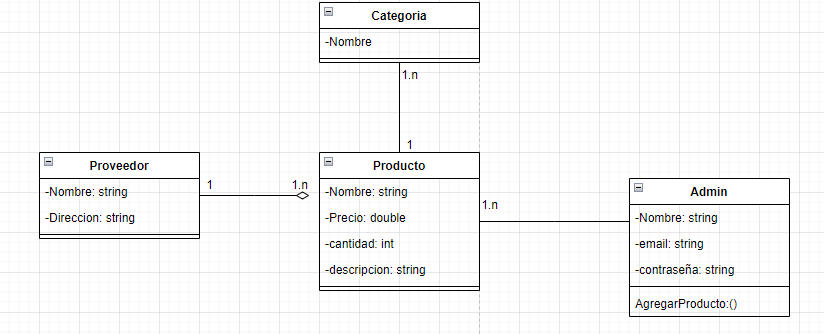 Categoria
-Nombre
1.n
1
Proveedor
-Nombre: string
-Direccion: string
1
1.n
Producto
-Nombre: string
-Precio: double
-cantidad: int
-descripcion: string
1.n
Admin
-Nombre: string
-email: string
-contraseña: string
AgregarProducto:()